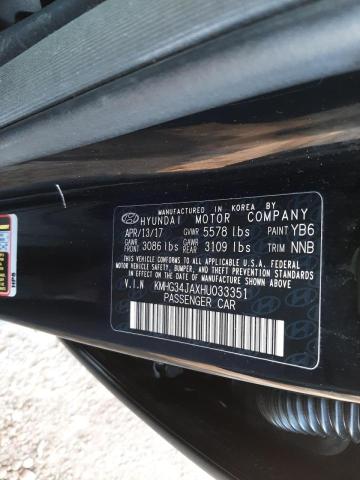 MANUFACTURED IN KOREA BY
HYUNDAI MOTOR COMPANY
APR/13/17 GVWR 5578 lbs PAINT YB6
GAWR FRONT 3086 lbs GAWR REAR 3109 lbs TRIM NNB
THIS VEHICLE CONFORMS TO ALL APPLICABLE U.S.A FEDERAL
MOTOR VEHICLE SAFETY, BUMPER, AND THEFT PREVENTION
STANDARDS IN EFFECT ON THE DATE OF MANUFACTURE SHOWN ABOVE.
V.I.N KMHG34JAXHU033351
PASSENGER CAR